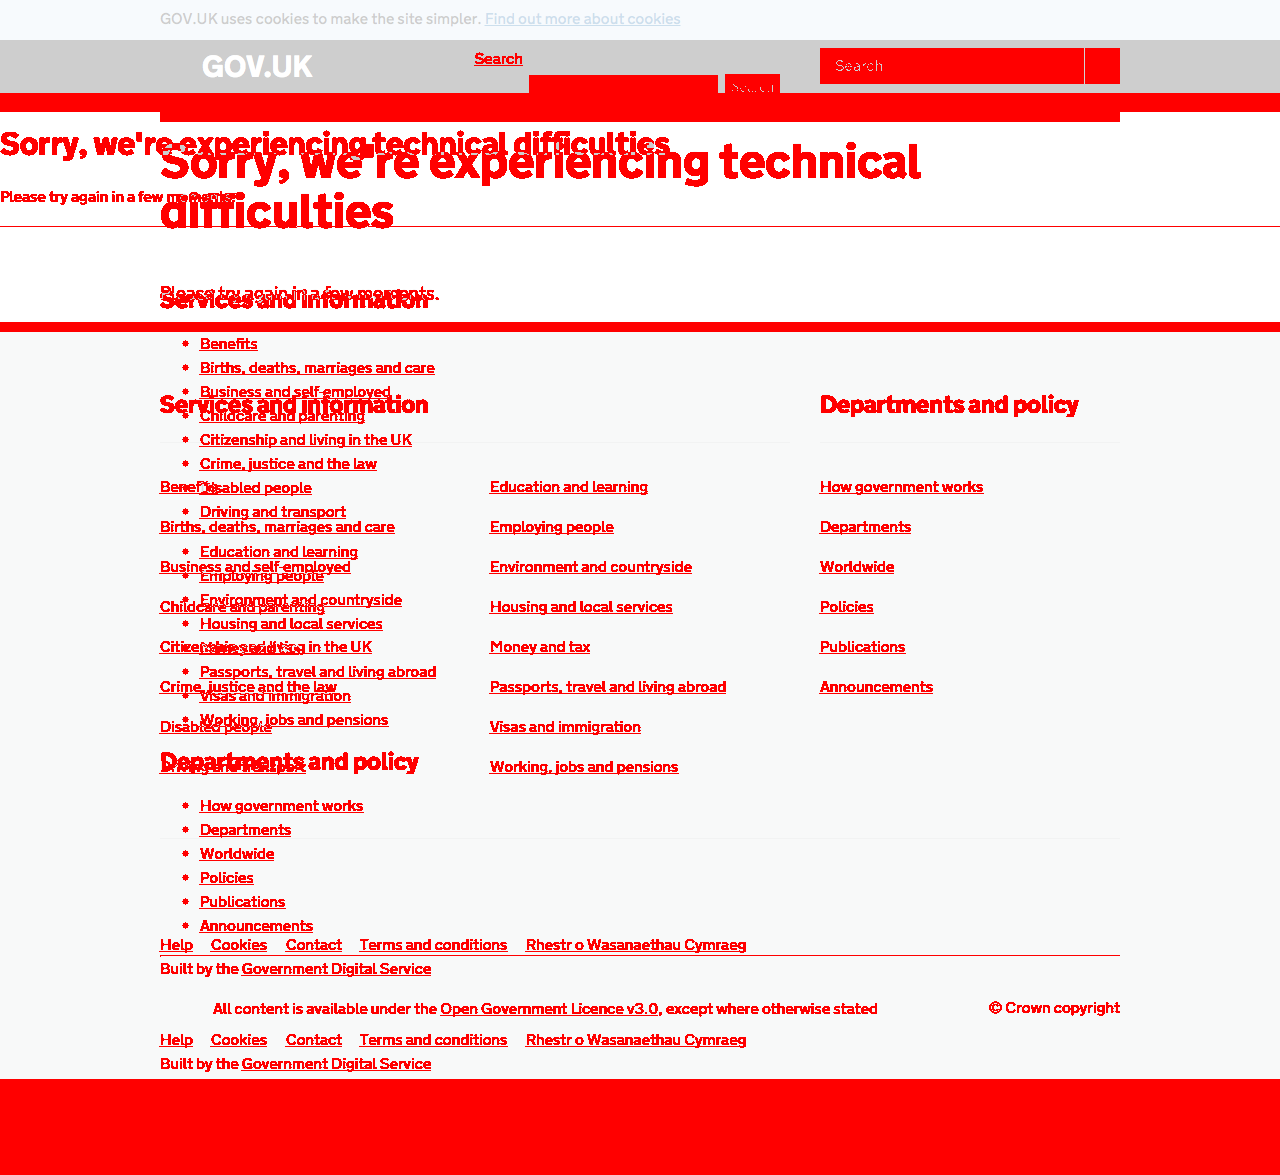 GOV.UK uses cookies to make the site simpler. Find out more about cookies
GOV.UK
Search
Search
Search
Sorry, we're experiencing technical difficulties
Sorry, we're experiencing technical
difficulties
Please try again in a few moments.
Please try again in a few moments.
Services and information
Benefits
Births, deaths, marriages and care
Business and self-employed
Childcare and parenting
Citizenship and living in the UK
Crime, justice and the law
Disabled people
Driving and transport
Education and learning
Employing people
Environment and countryside
Housing and local services
Money and tax
Passports, travel and living abroad
Visas and immigration
Working, jobs and pensions
Departments and policy
How government works
Departments
Worldwide
Policies
Publications
Announcements
Services and information
Benefits
Births, deaths, marriages and care
Business and self-employed
Childcare and parenting
Citizenship and living in the UK
Crime, justice and the law
Disabled people
Driving and transport
Education and learning
Employing people
Environment and countryside
Housing and local services
Money and tax
Passports, travel and living abroad
Visas and immigration
Working, jobs and pensions
Departments and policy
How government works
Departments
Worldwide
Policies
Publications
Announcements
Help Cookies Contact Terms and conditions Rhestr o Wasanaethau Cymraeg
Built by the Government Digital Service
All content is available under the Open Government Licence v3.0, except where otherwise stated
© Crown copyright
Help Cookies Contact Terms and conditions Rhestr o Wasanaethau Cymraeg
Built by the Government Digital Service